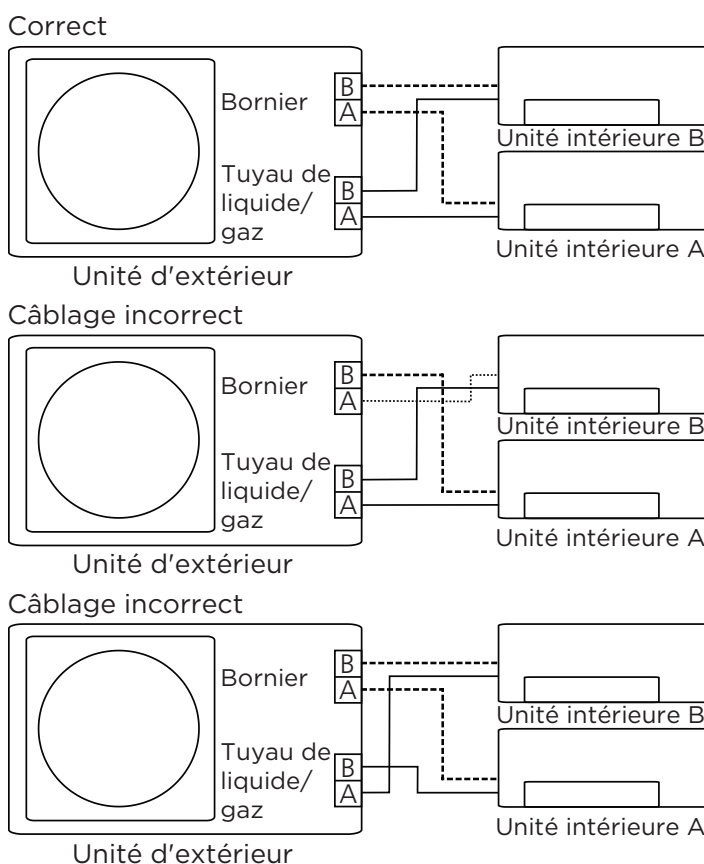 Correct
Bornier
B
A
Unité intérieure B
Tuyau de
liquide/
gaz
B
A
Unité intérieure A
Unité d'extérieur
Câblage incorrect
Bornier
B
A
Unité intérieure B
Tuyau de
liquide/
gaz
B
A
Unité intérieure A
Unité d'extérieur
Câblage incorrect
Bornier
B
A
Unité intérieure B
Tuyau de
liquide/
gaz
B
A
Unité intérieure A
Unité d'extérieur